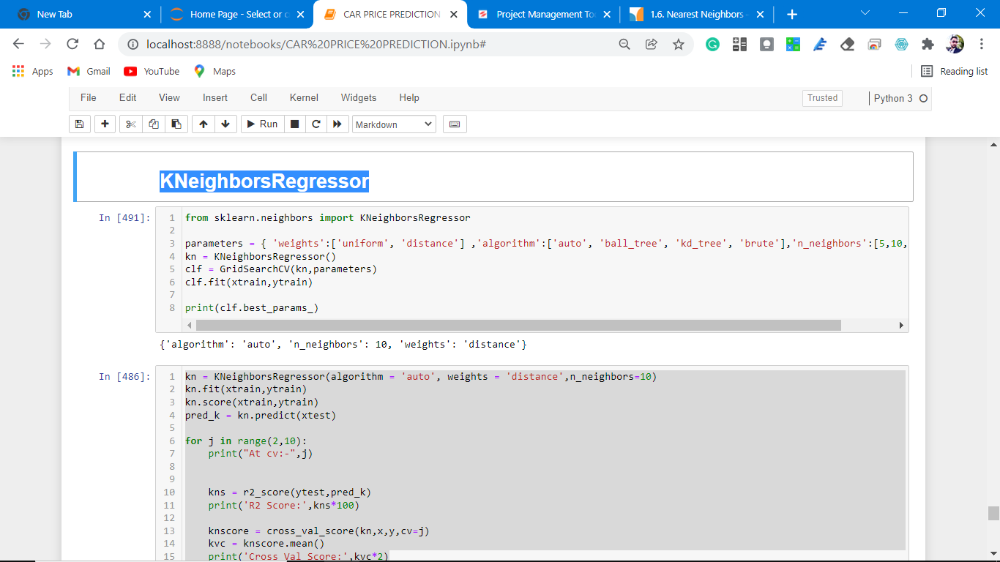 New Tab
Home Page - Select or c
CAR PRICE PREDICTION
Project Management To
1.6. Nearest Neighbors
localhost:8888/notebooks/CAR%20PRICE%20PREDICTION.ipynb#
Apps Gmail YouTube Maps Reading list
File Edit View Insert Cell Kernel Widgets Help Trusted Python 3
Run Markdown
KNeighborsRegressor
In [491]:
1 from sklearn.neighbors import KNeighborsRegressor
2
3 parameters = { 'weights':['uniform', 'distance'] ,'algorithm':['auto', 'ball_tree', 'kd_tree', 'brute'],'n_neighbors':[5,10,
4 kn = KNeighborsRegressor()
5 clf = GridSearchCV(kn,parameters)
6 clf.fit(xtrain,ytrain)
7
8 print(clf.best_params_)
{'algorithm': 'auto', 'n_neighbors': 10, 'weights': 'distance'}
In [486]:
1 kn = KNeighborsRegressor(algorithm = 'auto', weights = 'distance',n_neighbors=10)
2 kn.fit(xtrain,ytrain)
3 kn.score(xtrain,ytrain)
4 pred_k = kn.predict(xtest)
5
6 for j in range(2,10):
7 print("At cv:-",j)
8
9
10 kns = r2_score(ytest,pred_k)
11 print('R2 Score:',kns*100)
12
13 knscore = cross_val_score(kn,x,y,cv=j)
14 kvc = knscore.mean()
15 print('Cross Val Score:',kvc*2)